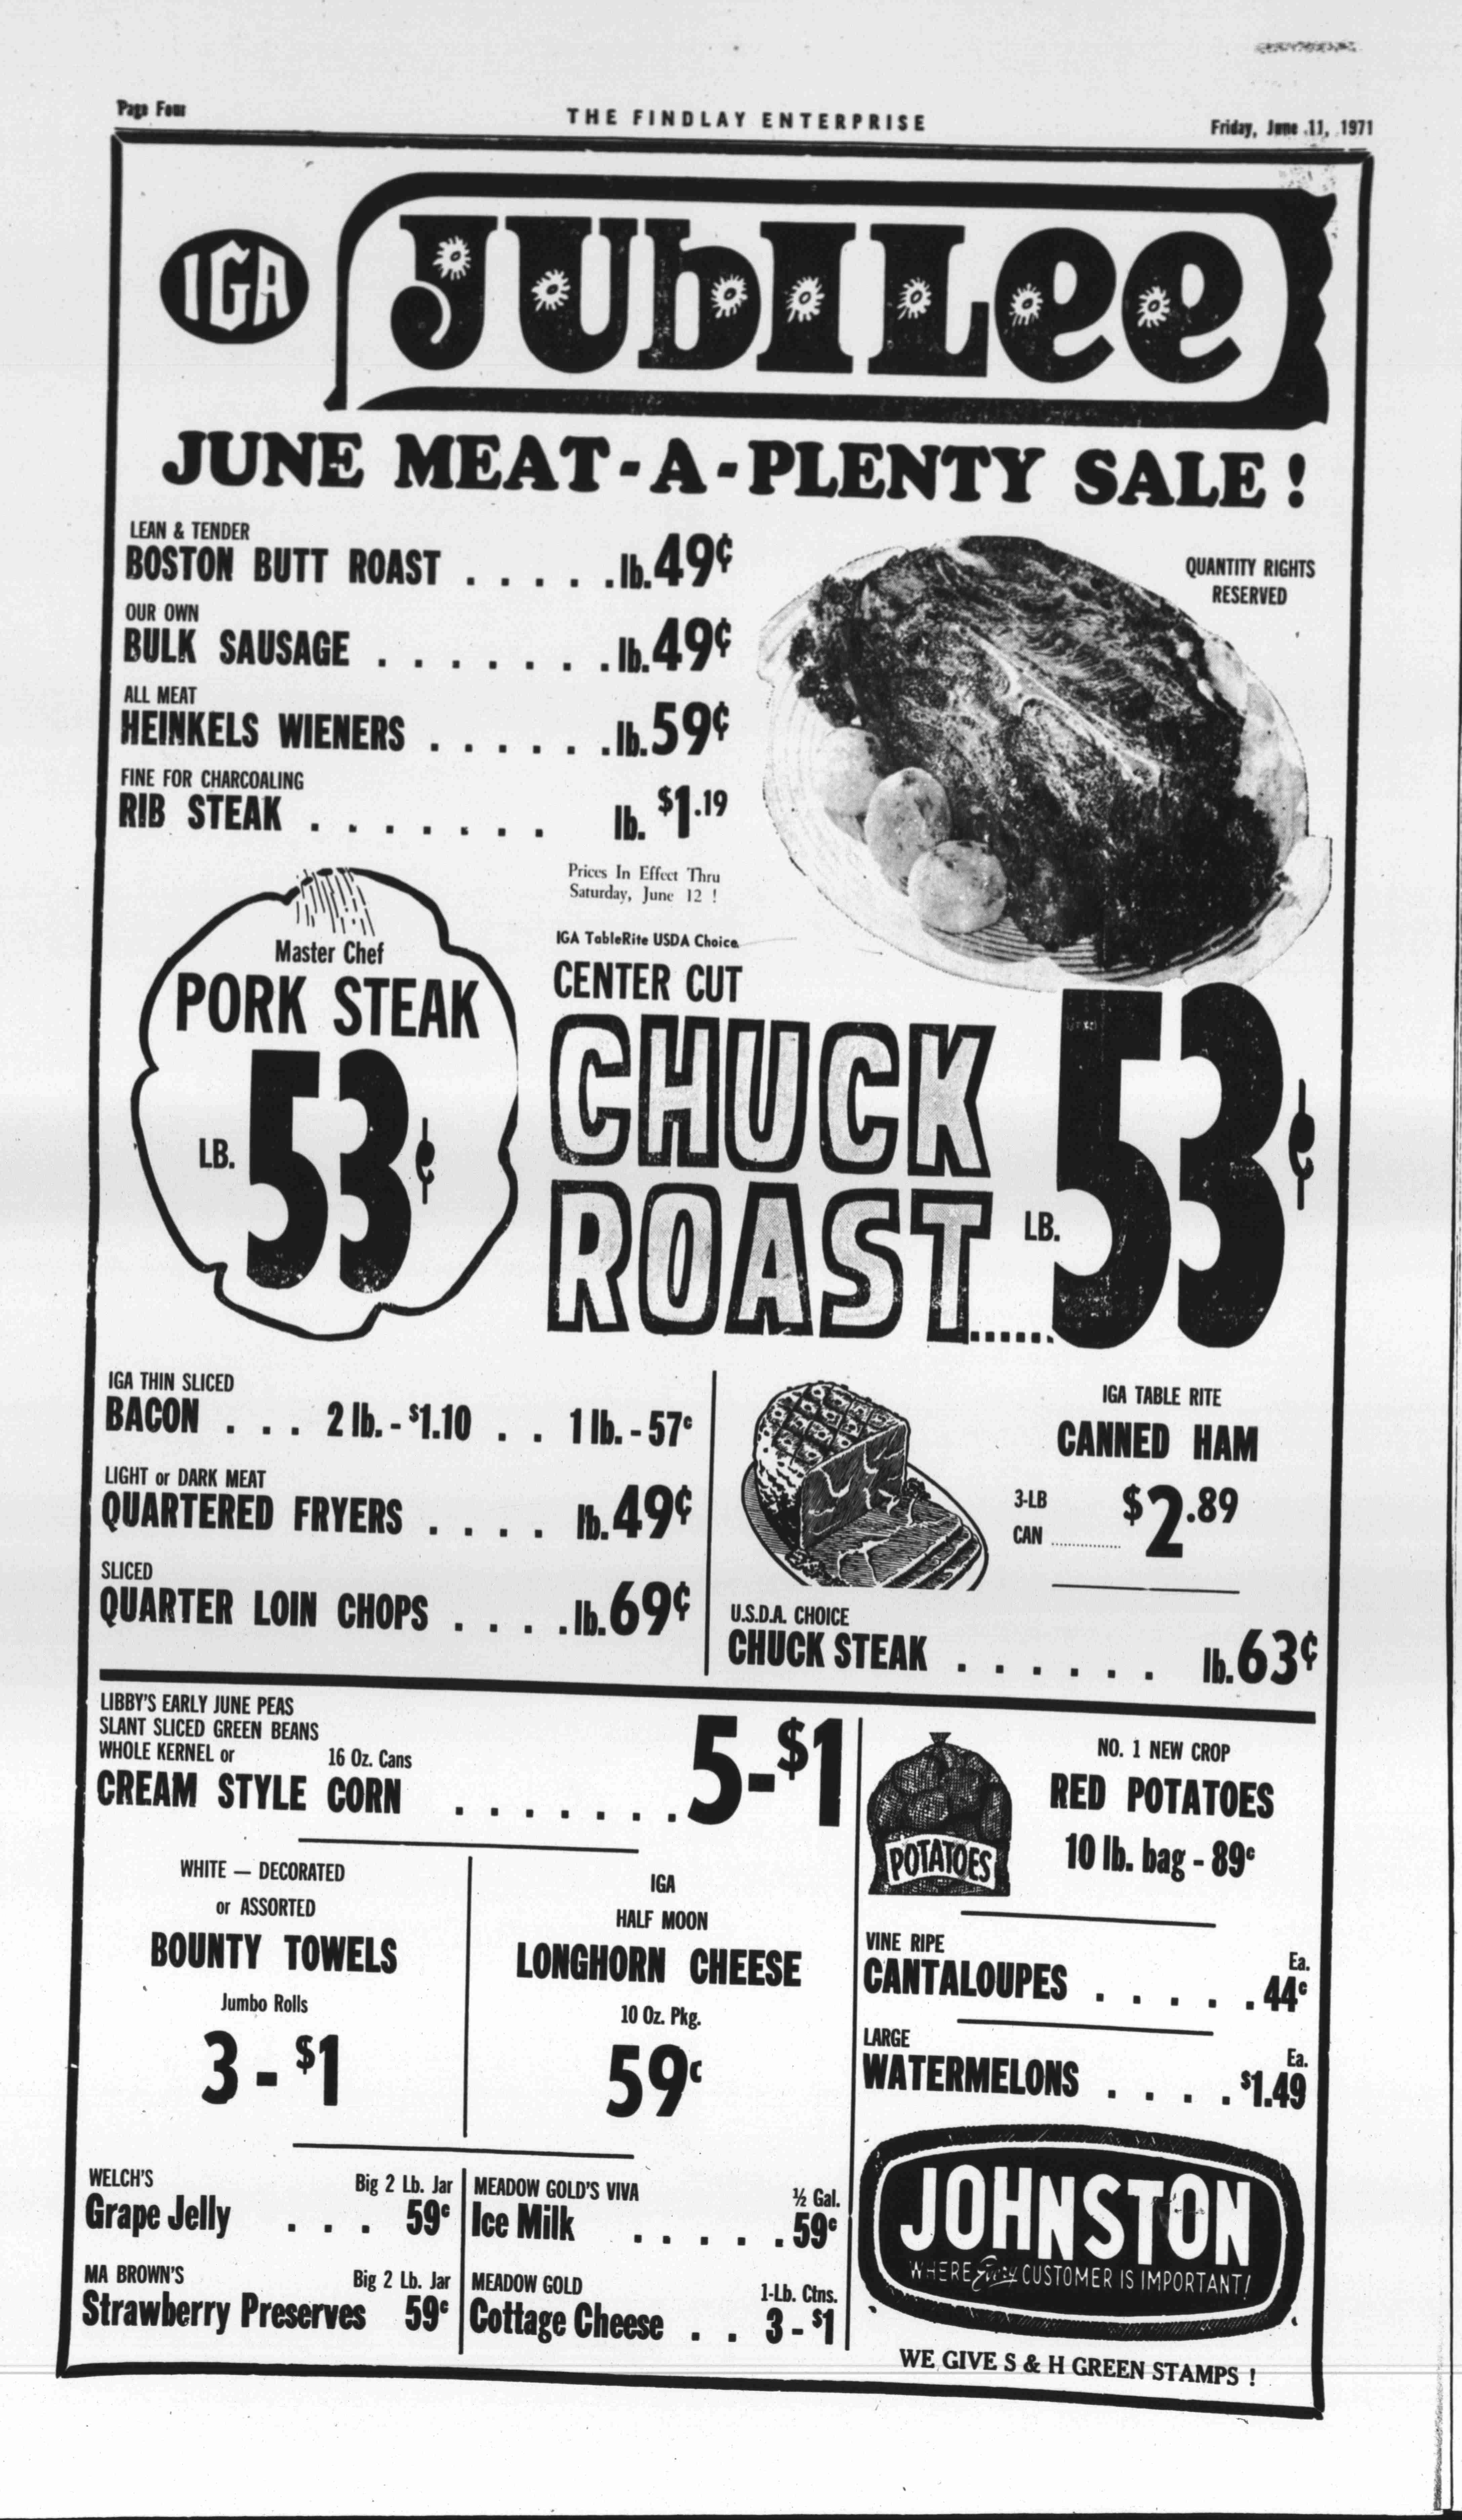 Page Four
THE FINDLAY ENTERPRISE
Friday, June 11, 1971
IGA
JUbILee
JUNE MEAT-A-PLENTY SALE!
LEAN & TENDER
BOSTON BUTT ROAST . . . . . lb. 49¢
OUR OWN
BULK SAUSAGE . . . . . . . lb. 49¢
ALL MEAT
HEINKELS WIENERS . . . . . . lb. 59¢
FINE FOR CHARCOALING
RIB STEAK . . . . . . . lb. $1.19
QUANTITY RIGHTS
RESERVED
Prices In Effect Thru
Saturday, June 12 !
Master Chef
PORK STEAK
LB. 53¢
IGA TableRite USDA Choice
CENTER CUT
CHUCK
ROAST...... LB. 53¢
IGA THIN SLICED
BACON . . . 2 lb. - $1.10 . . 1 lb. - 57¢
LIGHT or DARK MEAT
QUARTERED FRYERS . . . . lb. 49¢
SLICED
QUARTER LOIN CHOPS . . . . lb. 69¢
IGA TABLE RITE
CANNED HAM
3-LB
CAN .............. $2.89
U.S.D.A. CHOICE
CHUCK STEAK . . . . . . lb. 63¢
LIBBY'S EARLY JUNE PEAS
SLANT SLICED GREEN BEANS
WHOLE KERNEL or 16 Oz. Cans
CREAM STYLE CORN . . . . . . . 5-$1
WHITE — DECORATED
or ASSORTED
BOUNTY TOWELS
Jumbo Rolls
3 - $1
IGA
HALF MOON
LONGHORN CHEESE
10 Oz. Pkg.
59¢
POTATOES
NO. 1 NEW CROP
RED POTATOES
10 lb. bag - 89¢
VINE RIPE
Ea.
CANTALOUPES . . . . . 44¢
LARGE
Ea.
WATERMELONS . . . . $1.49
WELCH'S Big 2 Lb. Jar
Grape Jelly . . . 59¢
MA BROWN'S Big 2 Lb. Jar
Strawberry Preserves 59¢
MEADOW GOLD'S VIVA ½ Gal.
Ice Milk . . . . . 59¢
MEADOW GOLD 1-Lb. Ctns.
Cottage Cheese . . 3 - $1
JOHNSTON
WHERE Every CUSTOMER IS IMPORTANT!
WE GIVE S & H GREEN STAMPS !